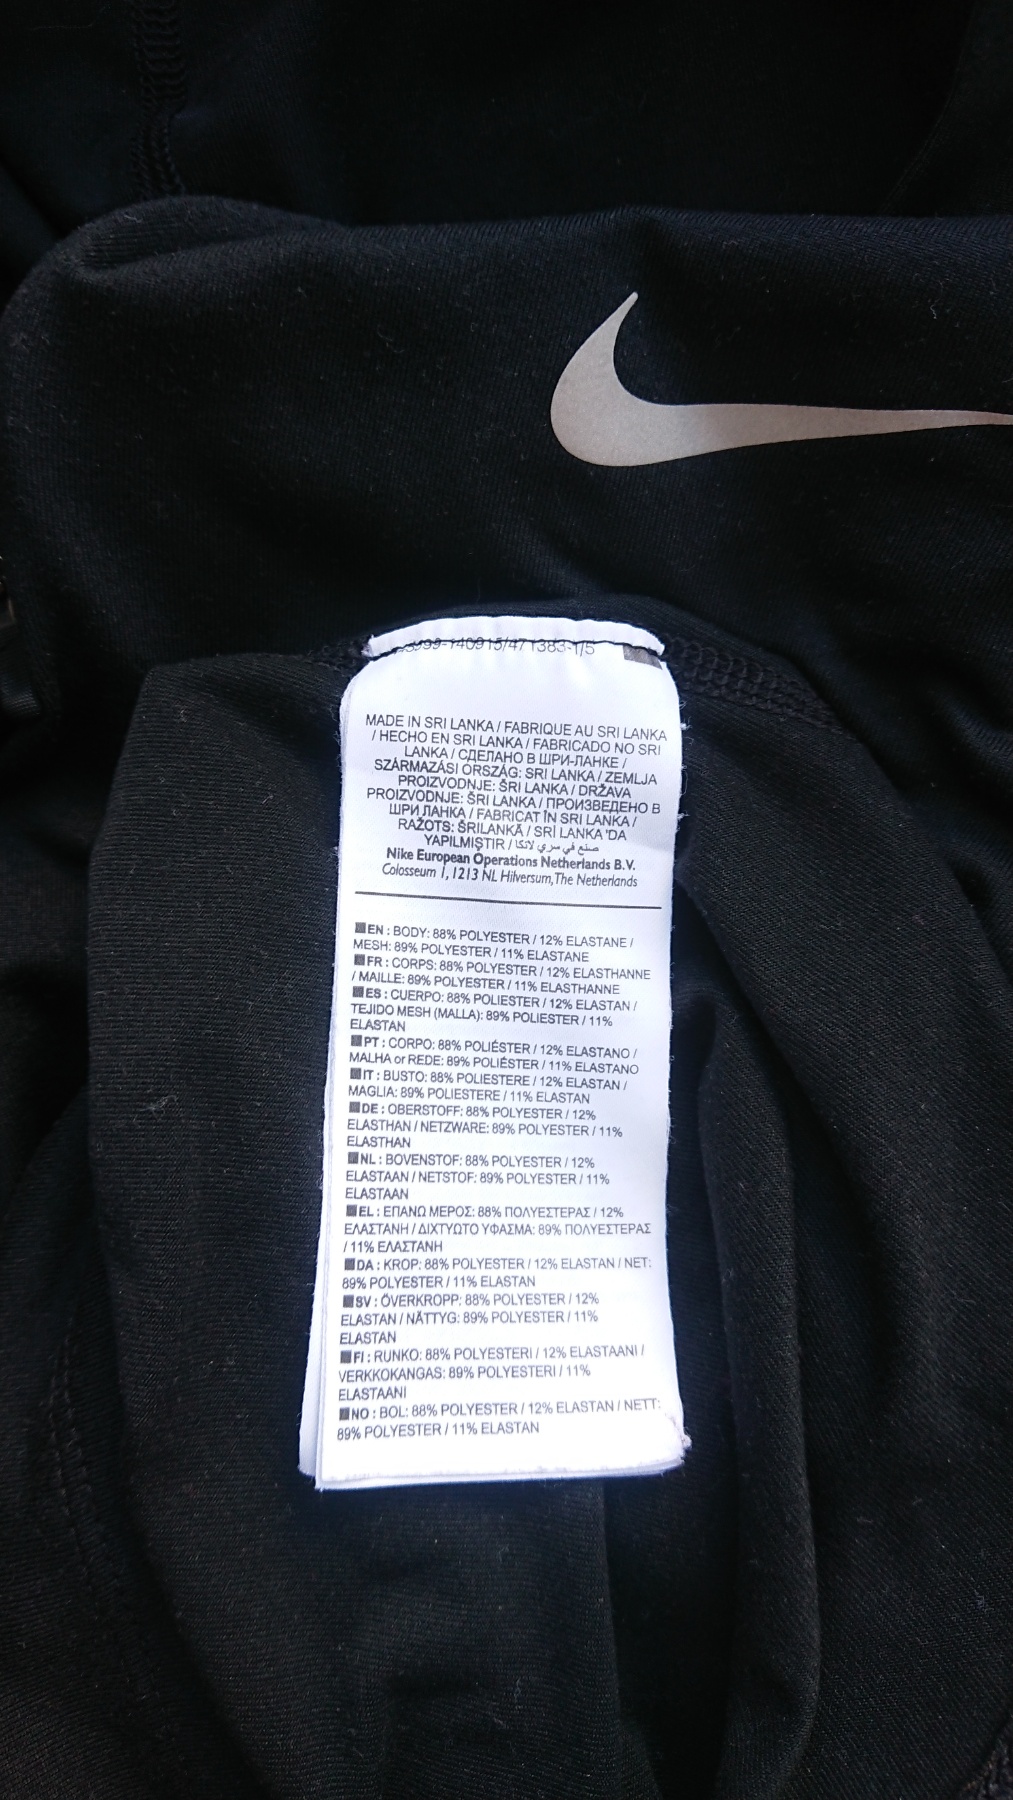 -140915/471383-1/5
MADE IN SRI LANKA / FABRIQUE AU SRI LANKA
/ HECHO EN SRI LANKA / FABRICADO NO SRI
LANKA / СДЕЛАНО В ШРИ-ЛАНКЕ /
SZÁRMAZÁSI ORSZÁG: SRI LANKA / ZEMLJA
PROIZVODNJE: ŠRI LANKA / DRŽAVA
PROIZVODNJE: ŠRI LANKA / ПРОИЗВЕДЕНО В
ШРИ ЛАНКА / FABRICAT ÎN SRI LANKA /
RAŽOTS: ŠRILANKĀ / SRİ LANKA 'DA
YAPILMIŞTIR / صنع في سري لانكا
Nike European Operations Netherlands B.V.
Colosseum 1, 1213 NL Hilversum, The Netherlands
EN : BODY: 88% POLYESTER / 12% ELASTANE /
MESH: 89% POLYESTER / 11% ELASTANE
FR : CORPS: 88% POLYESTER / 12% ELASTHANNE
/ MAILLE: 89% POLYESTER / 11% ELASTHANNE
ES : CUERPO: 88% POLIESTER / 12% ELASTAN /
TEJIDO MESH (MALLA): 89% POLIESTER / 11%
ELASTAN
PT : CORPO: 88% POLIÉSTER / 12% ELASTANO /
MALHA or REDE: 89% POLIÉSTER / 11% ELASTANO
IT : BUSTO: 88% POLIESTERE / 12% ELASTAN /
MAGLIA: 89% POLIESTERE / 11% ELASTAN
DE : OBERSTOFF: 88% POLYESTER / 12%
ELASTHAN / NETZWARE: 89% POLYESTER / 11%
ELASTHAN
NL : BOVENSTOF: 88% POLYESTER / 12%
ELASTAAN / NETSTOF: 89% POLYESTER / 11%
ELASTAAN
EL : ΕΠΑΝΩ ΜΕΡΟΣ: 88% ΠΟΛΥΕΣΤΕΡΑΣ / 12%
ΕΛΑΣΤΑΝΗ / ΔΙΧΤΥΩΤΟ ΥΦΑΣΜΑ: 89% ΠΟΛΥΕΣΤΕΡΑΣ
/ 11% ΕΛΑΣΤΑΝΗ
DA : KROP: 88% POLYESTER / 12% ELASTAN / NET:
89% POLYESTER / 11% ELASTAN
SV : ÖVERKROPP: 88% POLYESTER / 12%
ELASTAN / NÄTTYG: 89% POLYESTER / 11%
ELASTAN
FI : RUNKO: 88% POLYESTERI / 12% ELASTAANI /
VERKKOKANGAS: 89% POLYESTERI / 11%
ELASTAANI
NO : BOL: 88% POLYESTER / 12% ELASTAN / NETT:
89% POLYESTER / 11% ELASTAN